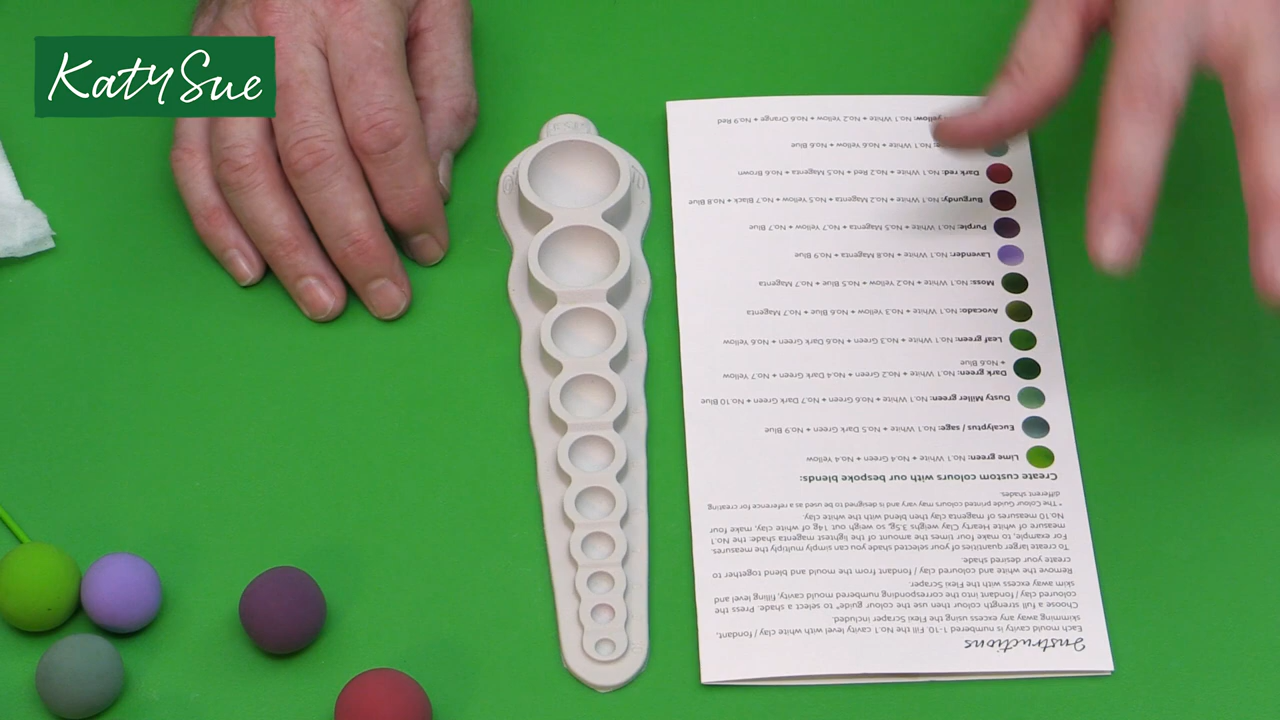 KatySue
Instructions
Each mould cavity is numbered 1-10. Fill the No.1 cavity level with white clay / fondant,
skimming away any excess using the Flexi Scraper included.
Choose a full strength colour then use the colour guide* to select a shade. Press the
coloured clay / fondant into the corresponding numbered mould cavity, filling level and
skim away excess with the Flexi Scraper.
Remove the white and coloured clay / fondant from the mould and blend together to
create your desired shade.
To create larger quantities of your selected shade you can simply multiply the measures.
For example, to make four times the amount of the lightest magenta shade: the No.1
measure of white Hearty Clay weighs 3.5g, so weigh out 14g of white clay, make four
No.10 measures of magenta clay then blend with the white clay.
* The Colour Guide printed colours may vary and is designed to be used as a reference for creating
different shades.
Create custom colours with our bespoke blends:
Lime green: No.1 White + No.4 Green + No.4 Yellow
Eucalyptus / sage: No.1 White + No.5 Dark Green + No.9 Blue
Dusty Miller green: No.1 White + No.6 Green + No.7 Dark Green + No.10 Blue
Dark green: No.1 White + No.2 Green + No.4 Dark Green + No.7 Yellow
+ No.6 Blue
Leaf green: No.1 White + No.3 Green + No.6 Dark Green + No.6 Yellow
Avocado: No.1 White + No.3 Yellow + No.6 Blue + No.7 Magenta
Moss: No.1 White + No.2 Yellow + No.5 Blue + No.7 Magenta
Lavender: No.1 White + No.8 Magenta + No.9 Blue
Purple: No.1 White + No.5 Magenta + No.7 Yellow + No.7 Blue
Burgundy: No.1 White + No.2 Magenta + No.5 Yellow + No.7 Black + No.8 Blue
Dark red: No.1 White + No.2 Red + No.5 Magenta + No.6 Brown
No.1 White + No.6 Yellow + No.6 Blue
yellow: No.1 White + No.2 Yellow + No.6 Orange + No.9 Red